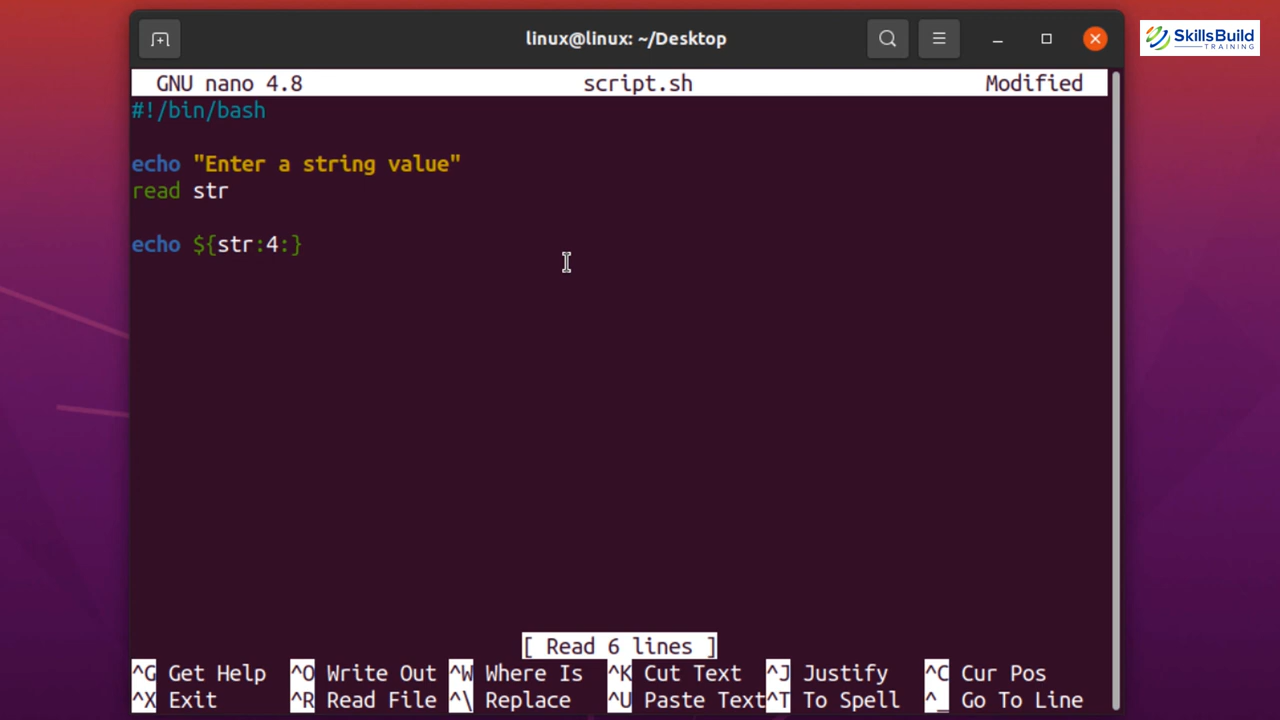 linux@linux: ~/Desktop
SkillsBuild
TRAINING
GNU nano 4.8 script.sh Modified
#!/bin/bash
echo "Enter a string value"
read str
echo ${str:4:}
[ Read 6 lines ]
^G Get Help ^O Write Out ^W Where Is ^K Cut Text ^J Justify ^C Cur Pos
^X Exit ^R Read File ^\ Replace ^U Paste Text ^T To Spell ^_ Go To Line